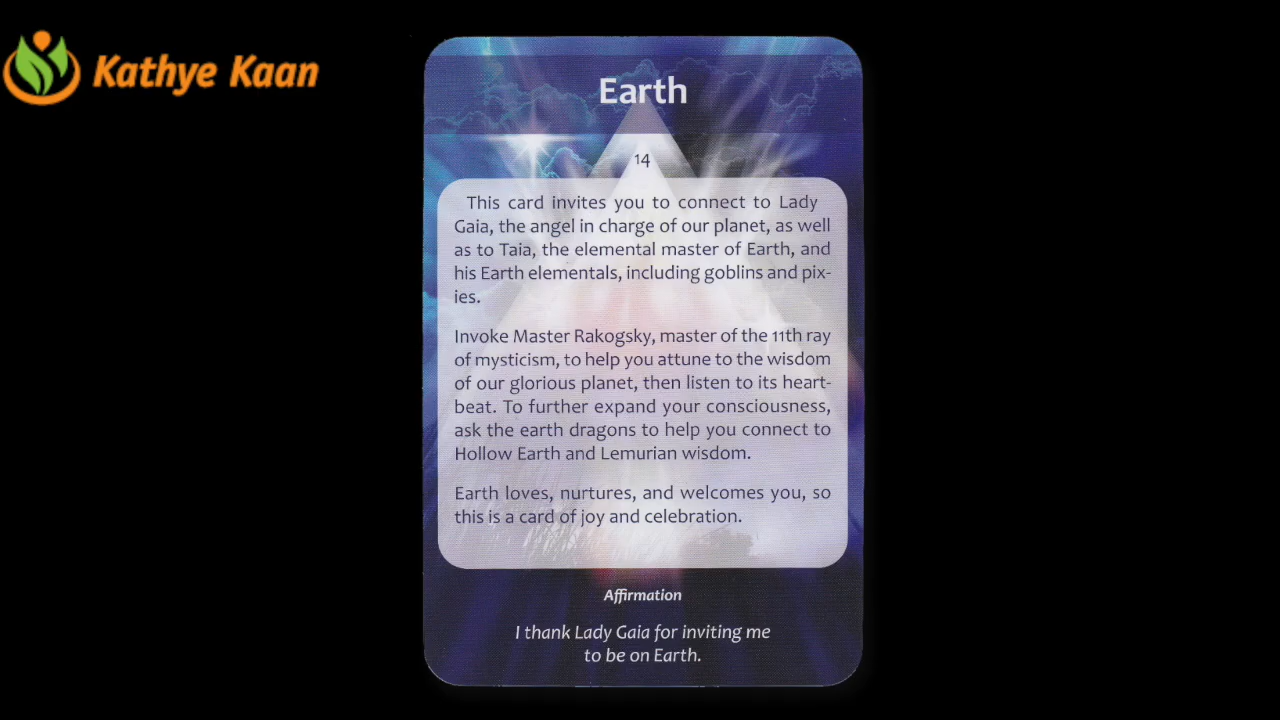 Kathye Kaan
Earth
14
This card invites you to connect to Lady
Gaia, the angel in charge of our planet, as well
as to Taia, the elemental master of Earth, and
his Earth elementals, including goblins and pix-
ies.
Invoke Master Rakogsky, master of the 11th ray
of mysticism, to help you attune to the wisdom
of our glorious planet, then listen to its heart-
beat. To further expand your consciousness,
ask the earth dragons to help you connect to
Hollow Earth and Lemurian wisdom.
Earth loves, nurtures, and welcomes you, so
this is a card of joy and celebration.
Affirmation
I thank Lady Gaia for inviting me
to be on Earth.